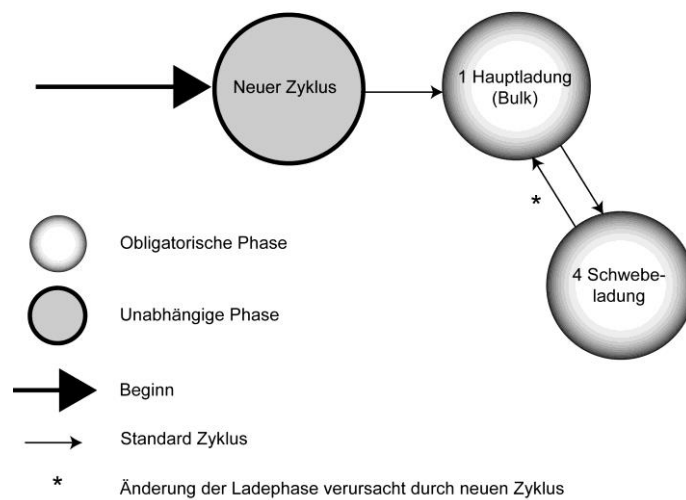 Neuer Zyklus
1 Hauptladung
(Bulk)
*
4 Schwebe-
ladung
Obligatorische Phase
Unabhängige Phase
Beginn
Standard Zyklus
* Änderung der Ladephase verursacht durch neuen Zyklus